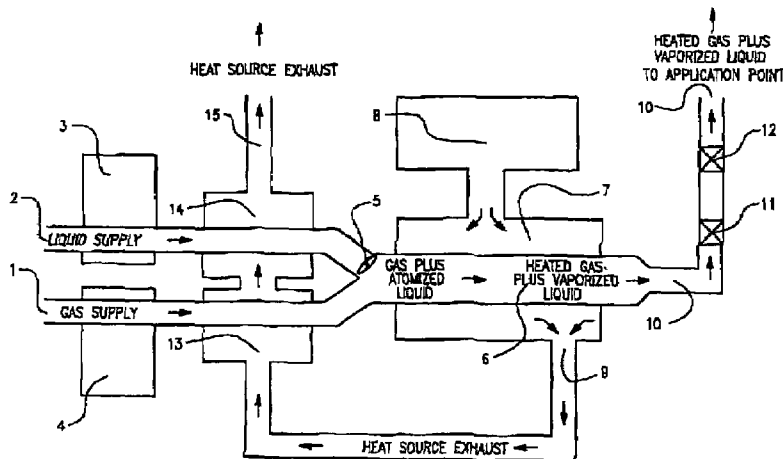 HEAT SOURCE EXHAUST
HEATED GAS PLUS
VAPORIZED LIQUID
TO APPLICATION POINT
10
3
15
8
12
2
14
5
7
11
LIQUID SUPPLY
1
GAS PLUS
ATOMIZED
LIQUID
HEATED GAS-
PLUS VAPORIZED
LIQUID
GAS SUPPLY
10
13
6
9
4
HEAT SOURCE EXHAUST